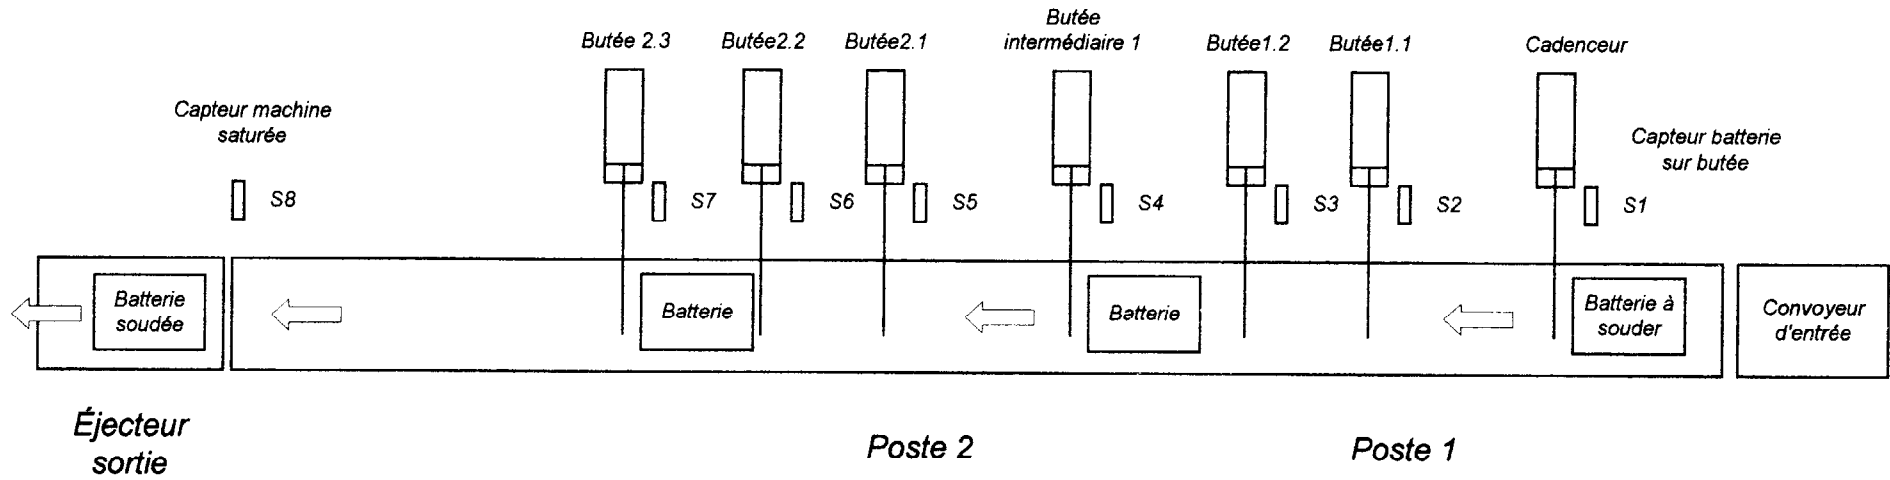 Butée
Butée 2.3
Butée2.2
Butée2.1
intermédiaire 1
Butée1.2
Butée1.1
Cadenceur
Capteur machine
saturée
Capteur batterie
sur butée
S8
S7
S6
S5
S4
S3
S2
S1
Batterie
soudée
Batterie
Batterie
Batterie à
souder
Convoyeur
d'entrée
Éjecteur
sortie
Poste 2
Poste 1